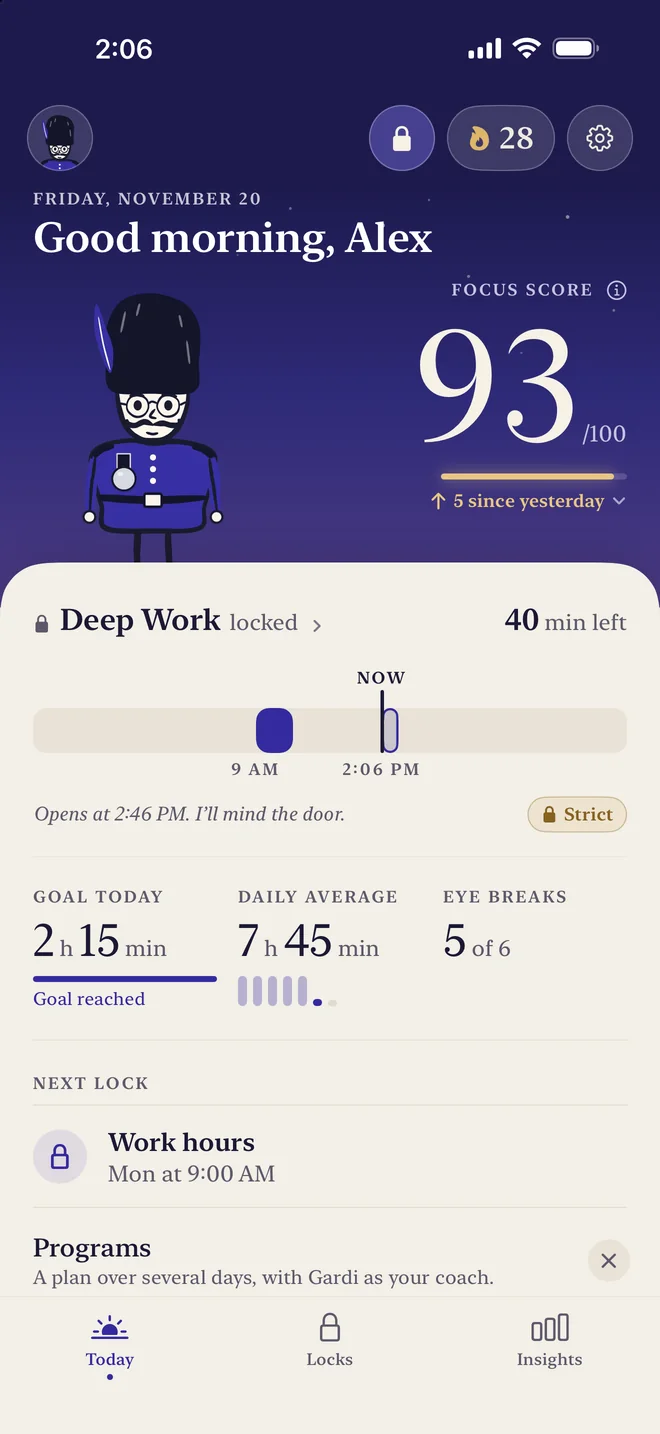 2:06
28
FRIDAY, NOVEMBER 20
Good morning, Alex
FOCUS SCORE
93/100
↑ 5 since yesterday
Deep Work locked › 40 min left
NOW
9 AM 2:06 PM
Opens at 2:46 PM. I’ll mind the door. Strict
GOAL TODAY DAILY AVERAGE EYE BREAKS
2 h 15 min 7 h 45 min 5 of 6
Goal reached
NEXT LOCK
Work hours
Mon at 9:00 AM
Programs
A plan over several days, with Gardi as your coach.
Today Locks Insights